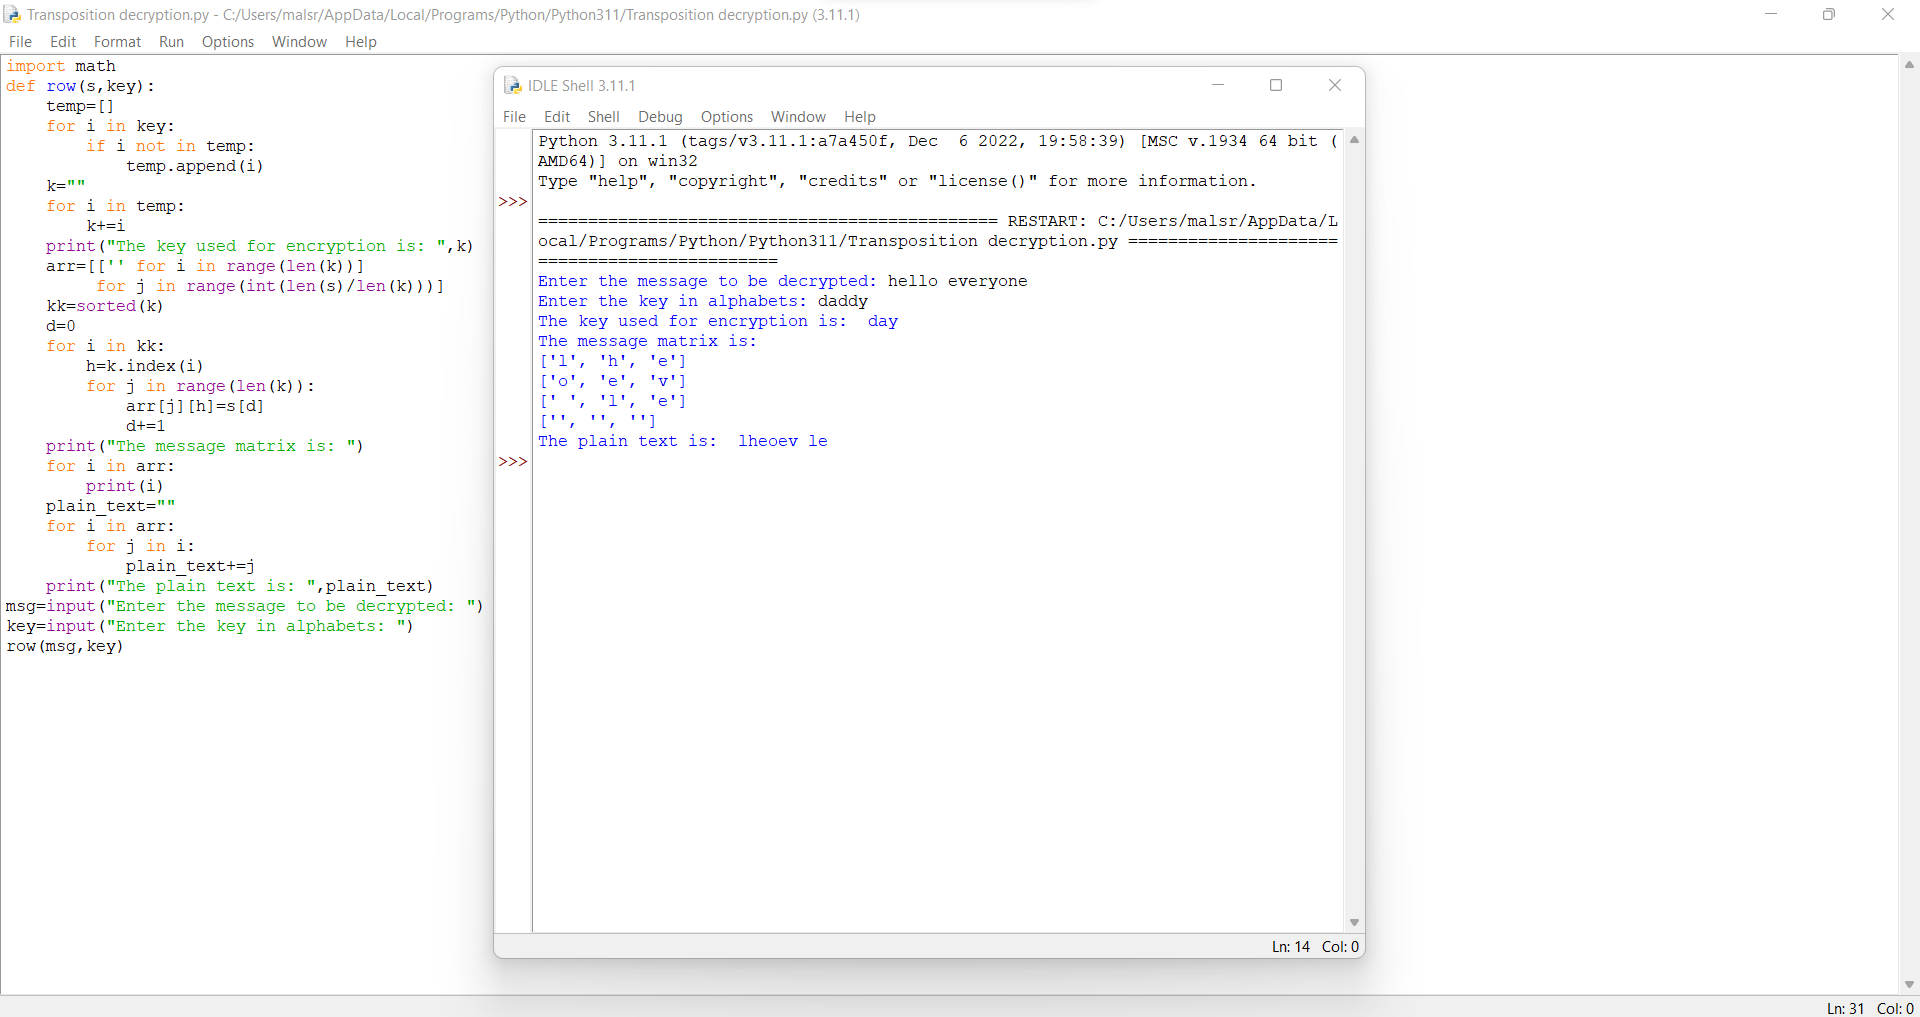 Transposition decryption.py - C:/Users/malsr/AppData/Local/Programs/Python/Python311/Transposition decryption.py (3.11.1)
File Edit Format Run Options Window Help
import math
def row(s,key):
    temp=[]
    for i in key:
        if i not in temp:
            temp.append(i)
    k=""
    for i in temp:
        k+=i
    print("The key used for encryption is: ",k)
    arr=[['' for i in range(len(k))]
         for j in range(int(len(s)/len(k)))]
    kk=sorted(k)
    d=0
    for i in kk:
        h=k.index(i)
        for j in range(len(k)):
            arr[j][h]=s[d]
            d+=1
    print("The message matrix is: ")
    for i in arr:
        print(i)
    plain_text=""
    for i in arr:
        for j in i:
            plain_text+=j
    print("The plain text is: ",plain_text)
msg=input("Enter the message to be decrypted: ")
key=input("Enter the key in alphabets: ")
row(msg,key)
IDLE Shell 3.11.1
File Edit Shell Debug Options Window Help
Python 3.11.1 (tags/v3.11.1:a7a450f, Dec  6 2022, 19:58:39) [MSC v.1934 64 bit (
AMD64)] on win32
Type "help", "copyright", "credits" or "license()" for more information.
>>>
============================================== RESTART: C:/Users/malsr/AppData/L
ocal/Programs/Python/Python311/Transposition decryption.py =====================
========================
Enter the message to be decrypted: hello everyone
Enter the key in alphabets: daddy
The key used for encryption is:  day
The message matrix is:
['l', 'h', 'e']
['o', 'e', 'v']
[' ', 'l', 'e']
['', '', '']
The plain text is:  lheoev le
>>>
Ln: 14 Col: 0
Ln: 31 Col: 0